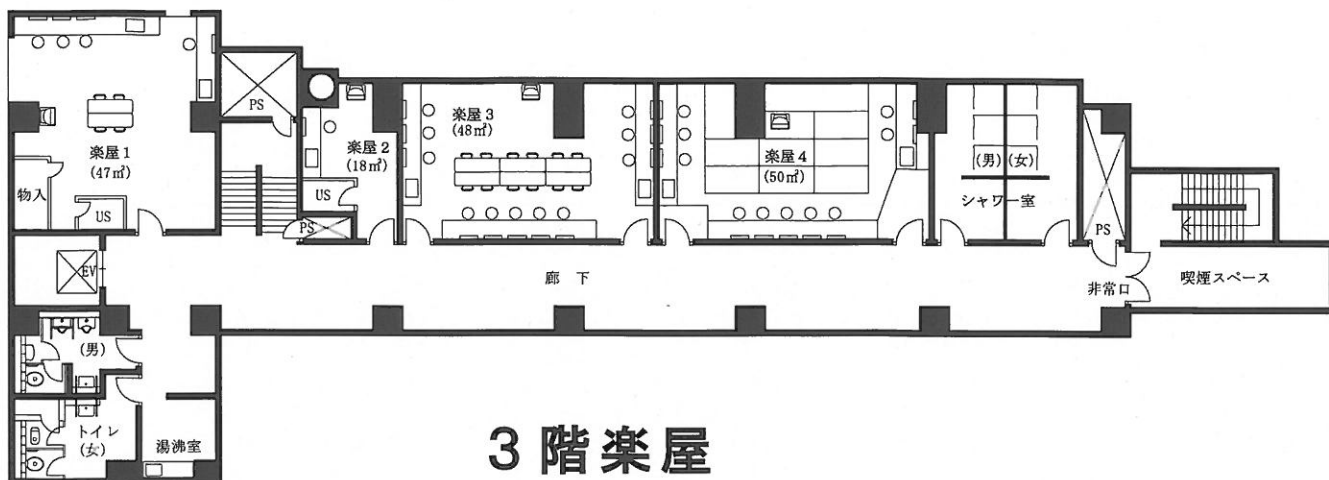 楽屋1
(47㎡)
物入
US
PS
楽屋2
(18㎡)
US
PS
楽屋3
(48㎡)
楽屋4
(50㎡)
(男)
(女)
シャワー室
PS
EV
廊 下
非常口
喫煙スペース
(男)
トイレ
(女)
湯沸室
3階楽屋